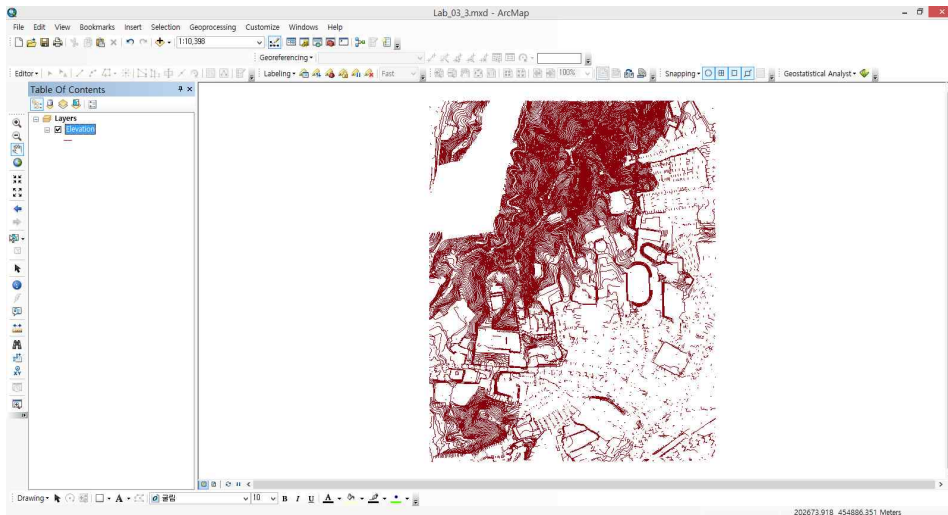 Lab_03_3.mxd - ArcMap
File Edit View Bookmarks Insert Selection Geoprocessing Customize Windows Help
1:10,398
Georeferencing
Editor Labeling Fast 100% Snapping Geostatistical Analyst
Table Of Contents
Layers
Elevation
Drawing A 굴림 10 B I U A
202673.918 454886.351 Meters